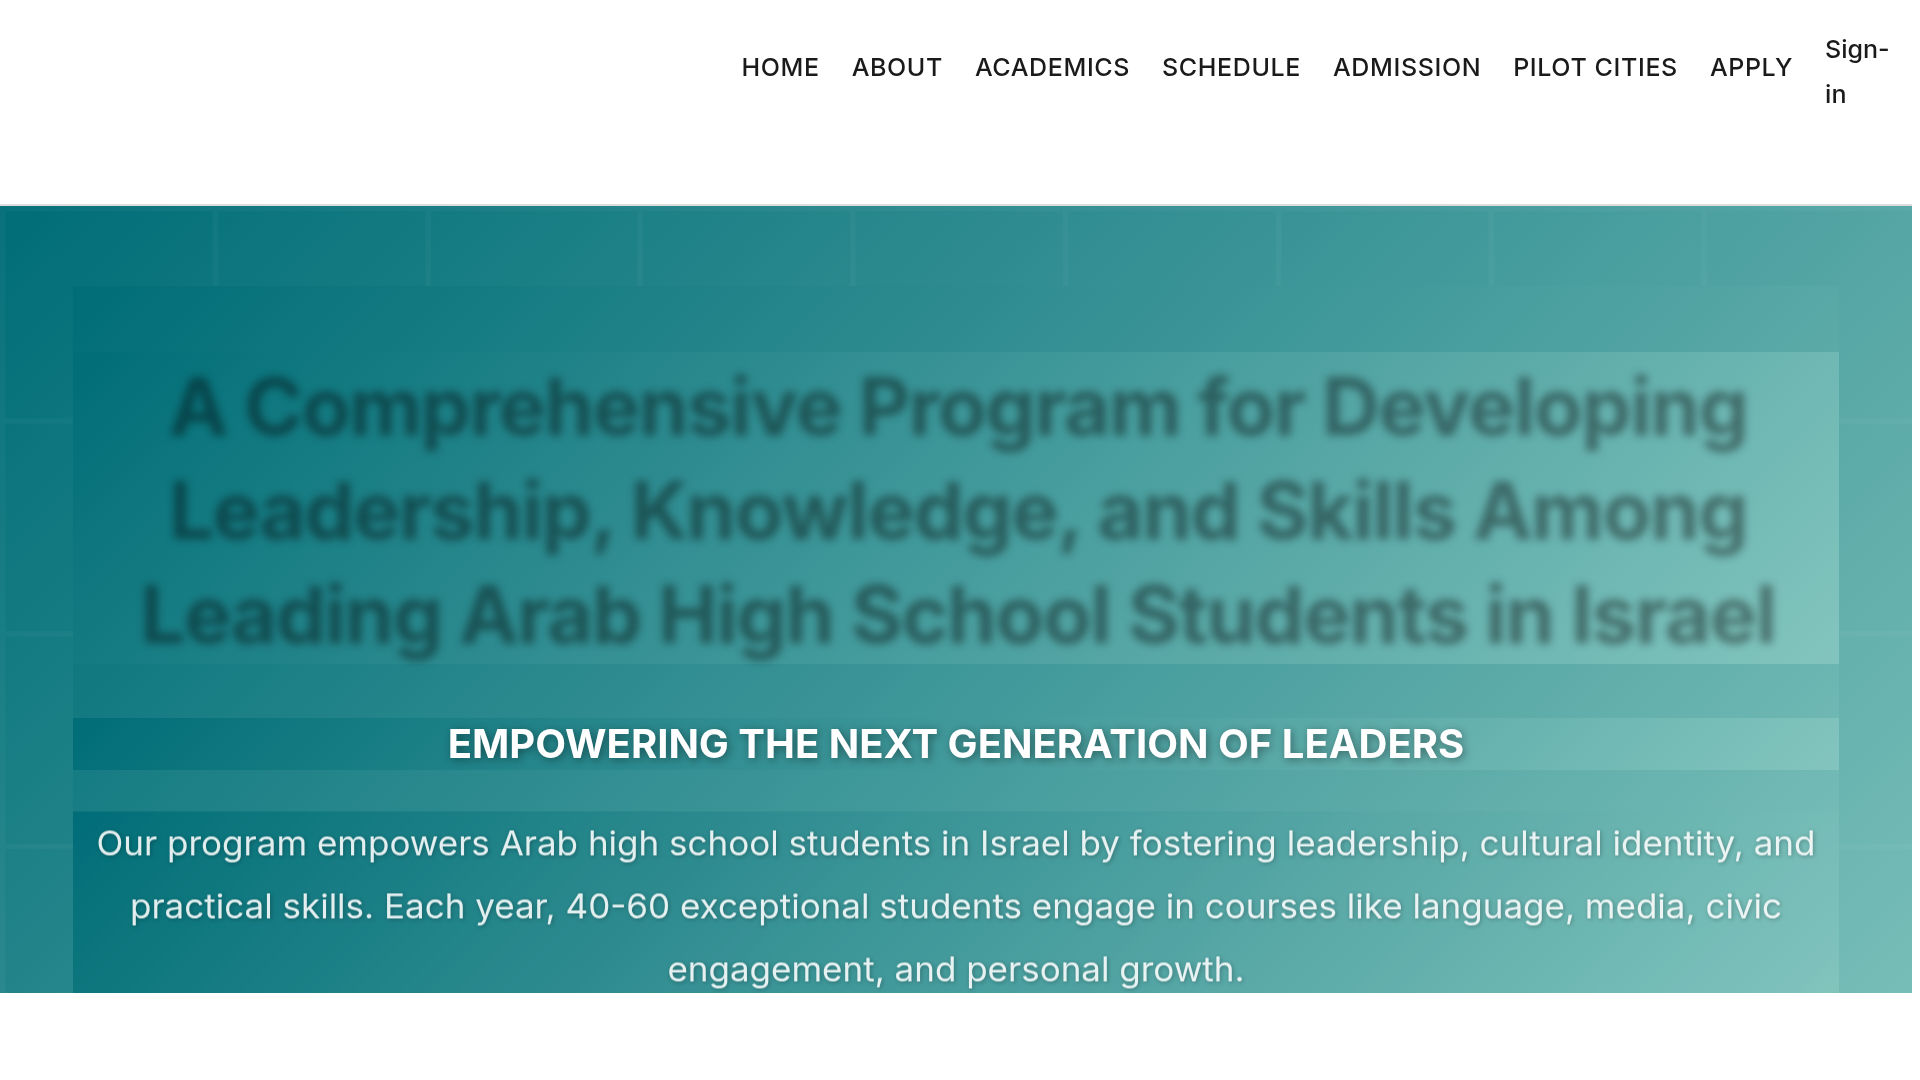 HOME ABOUT ACADEMICS SCHEDULE ADMISSION PILOT CITIES APPLY Sign-
in
A Comprehensive Program for Developing
Leadership, Knowledge, and Skills Among
Leading Arab High School Students in Israel
EMPOWERING THE NEXT GENERATION OF LEADERS
Our program empowers Arab high school students in Israel by fostering leadership, cultural identity, and
practical skills. Each year, 40-60 exceptional students engage in courses like language, media, civic
engagement, and personal growth.